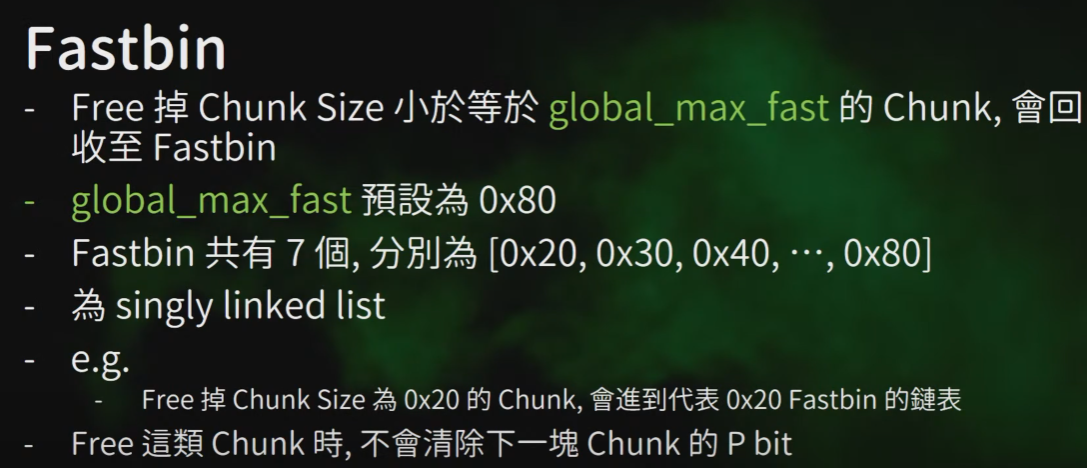 Fastbin
- Free 掉 Chunk Size 小於等於 global_max_fast 的 Chunk, 會回
收至 Fastbin
- global_max_fast 預設為 0x80
- Fastbin 共有 7 個, 分別為 [0x20, 0x30, 0x40, ⋯, 0x80]
- 為 singly linked list
- e.g.
- Free 掉 Chunk Size 為 0x20 的 Chunk, 會進到代表 0x20 Fastbin 的鏈表
- Free 這類 Chunk 時, 不會清除下一塊 Chunk 的 P bit